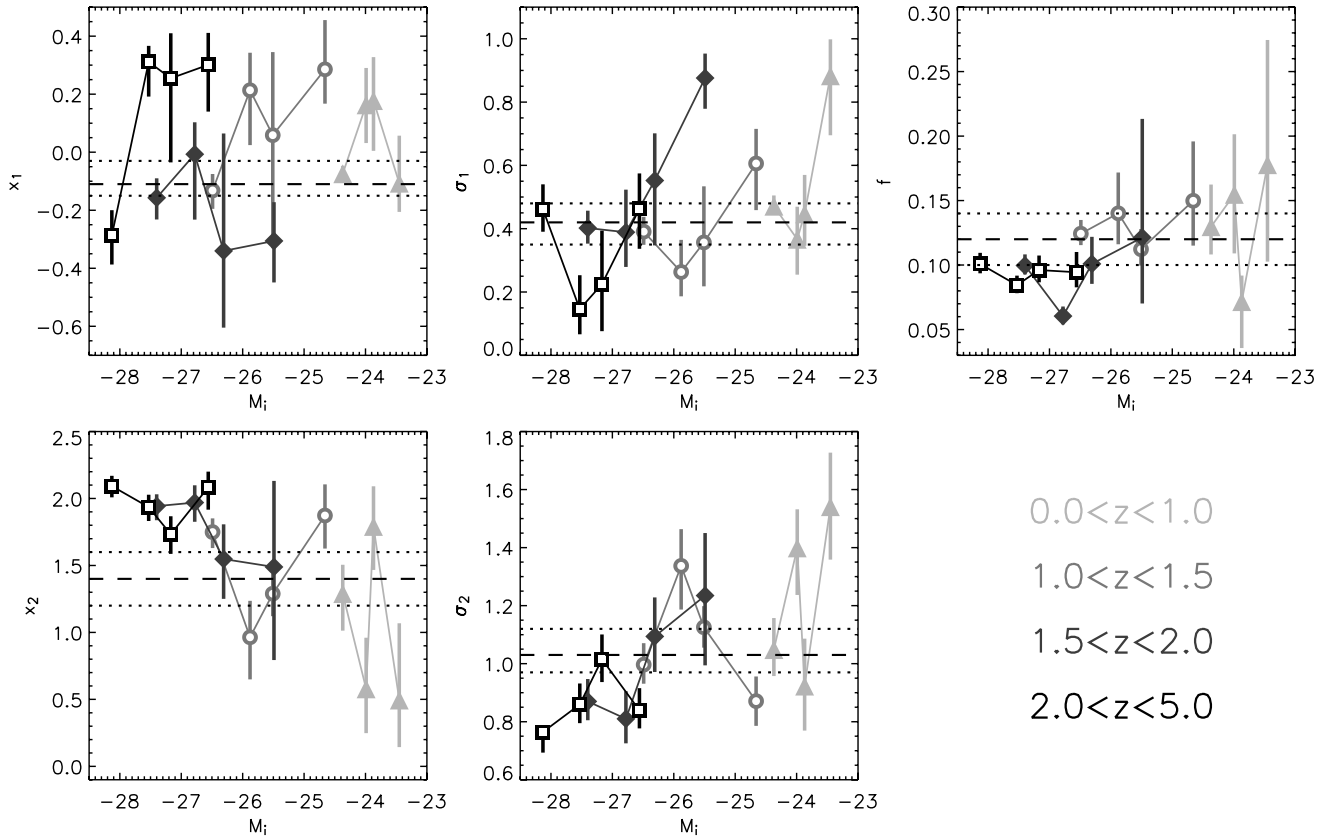 0.4
0.2
0.0
−0.2
−0.4
−0.6
x₁
−28 −27 −26 −25 −24 −23
Mᵢ
1.0
0.8
0.6
0.4
0.2
0.0
σ₁
−28 −27 −26 −25 −24 −23
Mᵢ
0.30
0.25
0.20
0.15
0.10
0.05
f
−28 −27 −26 −25 −24 −23
Mᵢ
2.5
2.0
1.5
1.0
0.5
0.0
x₂
−28 −27 −26 −25 −24 −23
Mᵢ
1.8
1.6
1.4
1.2
1.0
0.8
0.6
σ₂
−28 −27 −26 −25 −24 −23
Mᵢ
0.0<z<1.0
1.0<z<1.5
1.5<z<2.0
2.0<z<5.0